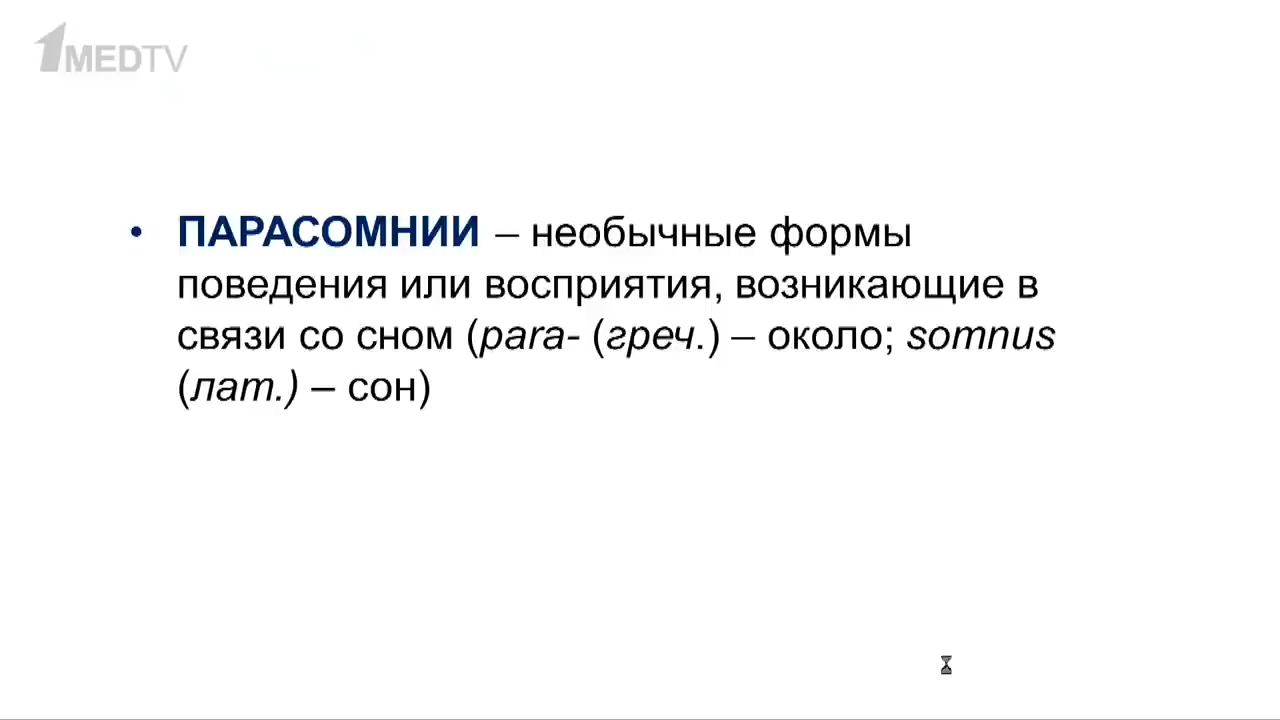 1MEDTV
• ПАРАСОМНИИ – необычные формы
поведения или восприятия, возникающие в
связи со сном (para- (греч.) – около; somnus
(лат.) – сон)